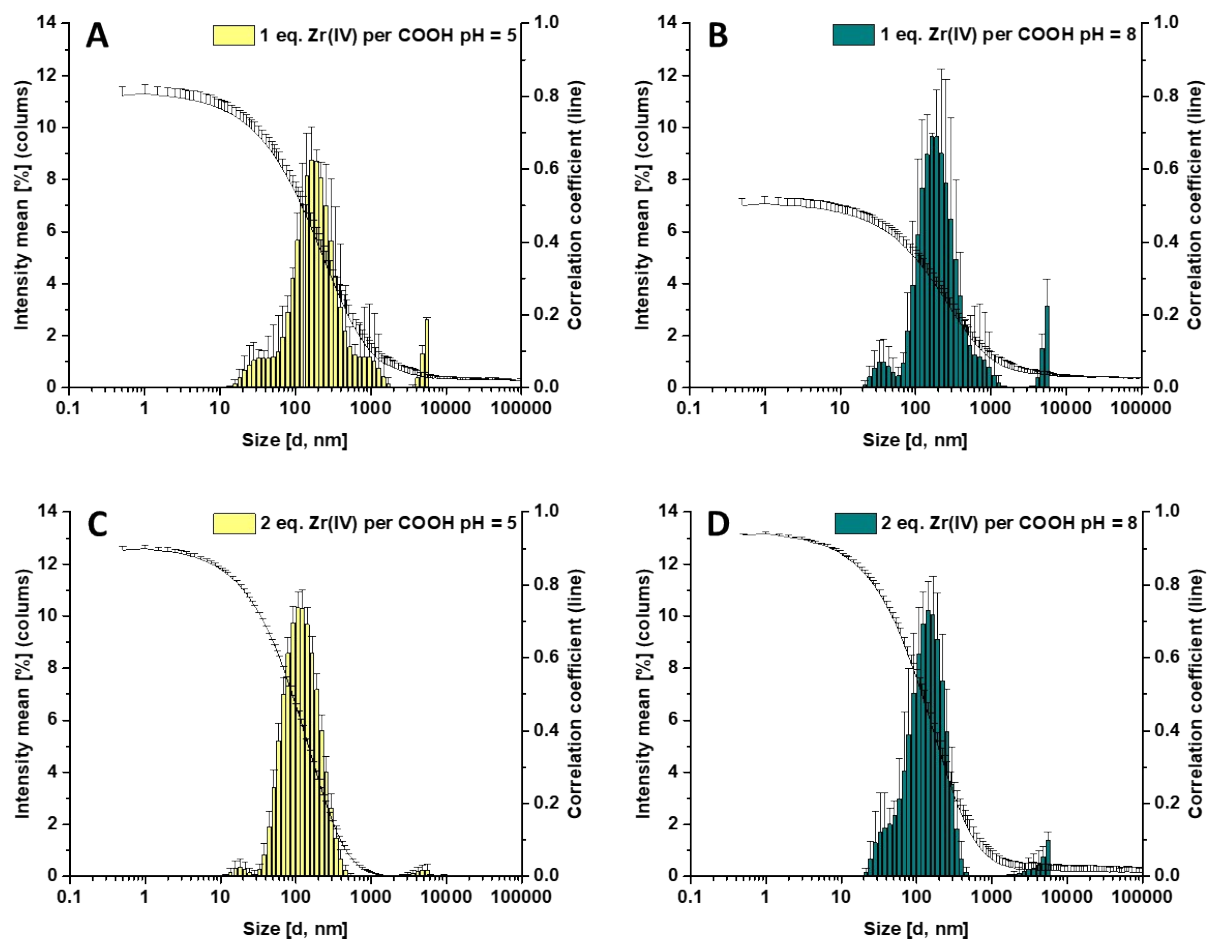 A
1 eq. Zr(IV) per COOH pH = 5
Intensity mean [%] (colums)
14
12
10
8
6
4
2
0
1.0
0.8
0.6
0.4
0.2
0.0
Correlation coefficient (line)
0.1 1 10 100 1000 10000 100000
Size [d, nm]
B
1 eq. Zr(IV) per COOH pH = 8
Intensity mean [%] (colums)
14
12
10
8
6
4
2
0
1.0
0.8
0.6
0.4
0.2
0.0
Correlation coefficient (line)
0.1 1 10 100 1000 10000 100000
Size [d, nm]
C
2 eq. Zr(IV) per COOH pH = 5
Intensity mean [%] (colums)
14
12
10
8
6
4
2
0
1.0
0.8
0.6
0.4
0.2
0.0
Correlation coefficient (line)
0.1 1 10 100 1000 10000 100000
Size [d, nm]
D
2 eq. Zr(IV) per COOH pH = 8
Intensity mean [%] (colums)
14
12
10
8
6
4
2
0
1.0
0.8
0.6
0.4
0.2
0.0
Correlation coefficient (line)
0.1 1 10 100 1000 10000 100000
Size [d, nm]